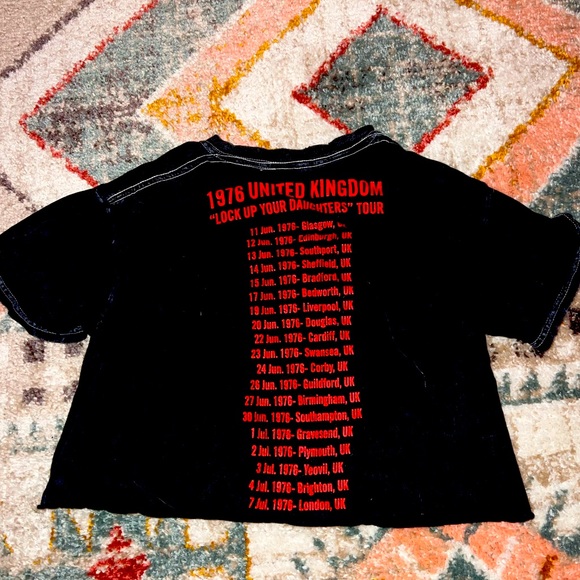 1976 UNITED KINGDOM
"LOCK UP YOUR DAUGHTERS" TOUR
11 Jun. 1976- Glasgow, UK
12 Jun. 1976- Edinburgh, UK
13 Jun. 1976- Southport, UK
14 Jun. 1976- Sheffield, UK
15 Jun. 1976- Bradford, UK
17 Jun. 1976- Bedworth, UK
19 Jun. 1976- Liverpool, UK
20 Jun. 1976- Douglas, UK
22 Jun. 1976- Cardiff, UK
23 Jun. 1976- Swansea, UK
24 Jun. 1976- Corby, UK
26 Jun. 1976- Guildford, UK
27 Jun. 1976- Birmingham, UK
30 Jun. 1976- Southampton, UK
1 Jul. 1976- Gravesend, UK
2 Jul. 1976- Plymouth, UK
3 Jul. 1976- Yeovil, UK
4 Jul. 1976- Brighton, UK
7 Jul. 1976- London, UK